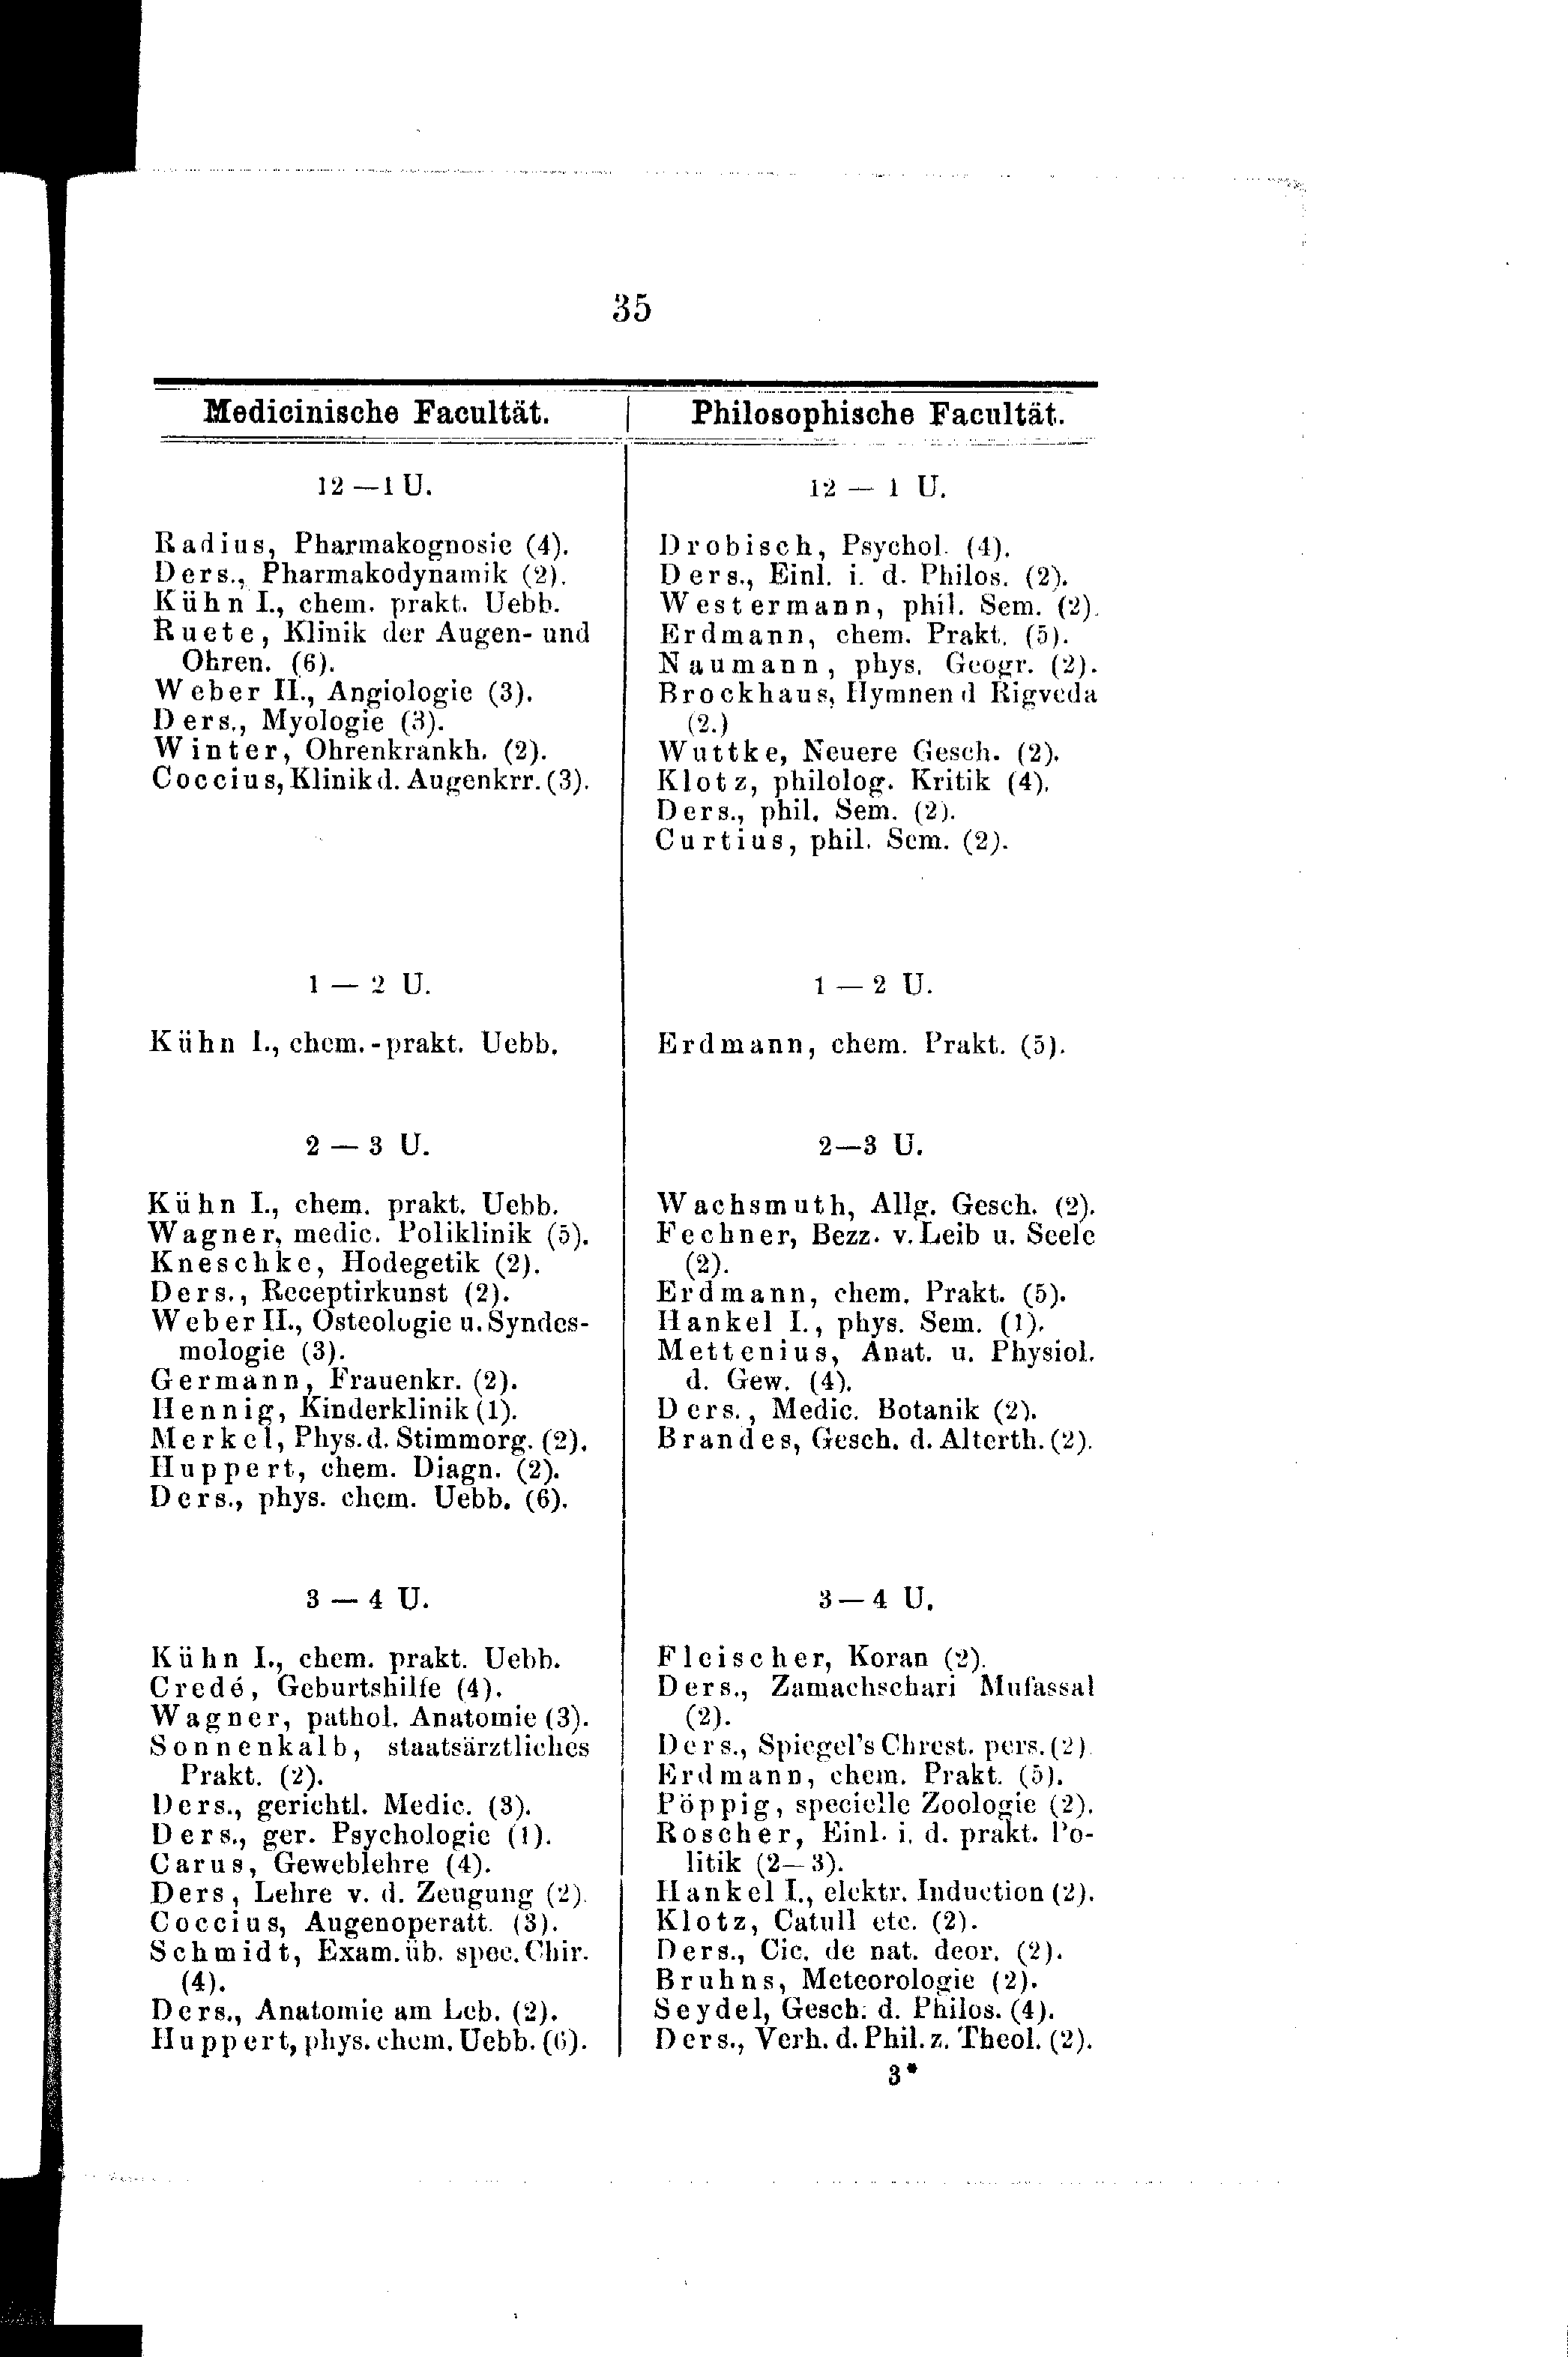 35
Medicinische Facultät.
12—1 U.
Radius, Pharmakognosie (4).
Ders., Pharmakodynamik (2).
Kühn I., chem. prakt. Uebb.
Ruete, Klinik der Augen- und
Ohren. (6).
Weber II., Angiologie (3).
Ders., Myologie (3).
Winter, Ohrenkrankh. (2).
Coccius, Klinik d. Augenkrr. (3).
1 — 2 U.
Kühn I., chem.-prakt. Uebb.
2 — 3 U.
Kühn I., chem. prakt. Uebb.
Wagner, medic. Poliklinik (5).
Kneschke, Hodegetik (2).
Ders., Receptirkunst (2).
Weber II., Osteologie u. Syndes-
mologie (3).
Germann, Frauenkr. (2).
Hennig, Kinderklinik (1).
Merkel, Phys. d. Stimmorg. (2).
Huppert, chem. Diagn. (2).
Ders., phys. chem. Uebb. (6).
3 — 4 U.
Kühn I., chem. prakt. Uebb.
Credé, Geburtshilfe (4).
Wagner, pathol. Anatomie (3).
Sonnenkalb, staatsärztliches
Prakt. (2).
Ders., gerichtl. Medic. (3).
Ders., ger. Psychologie (1).
Carus, Geweblehre (4).
Ders, Lehre v. d. Zeugung (2).
Coccius, Augenoperatt. (3).
Schmidt, Exam. üb. spec. Chir.
(4).
Ders., Anatomie am Leb. (2).
Huppert, phys. chem. Uebb. (6).
Philosophische Facultät.
12 — 1 U.
Drobisch, Psychol. (4).
Ders., Einl. i. d. Philos. (2).
Westermann, phil. Sem. (2).
Erdmann, chem. Prakt. (5).
Naumann, phys. Geogr. (2).
Brockhaus, Hymnen d Rigveda
(2.)
Wuttke, Neuere Gesch. (2).
Klotz, philolog. Kritik (4).
Ders., phil. Sem. (2).
Curtius, phil. Sem. (2).
1 — 2 U.
Erdmann, chem. Prakt. (5).
2—3 U.
Wachsmuth, Allg. Gesch. (2).
Fechner, Bezz. v. Leib u. Seele
(2).
Erdmann, chem. Prakt. (5).
Hankel I., phys. Sem. (1).
Mettenius, Anat. u. Physiol.
d. Gew. (4).
Ders., Medic. Botanik (2).
Brandes, Gesch. d. Alterth. (2).
3—4 U.
Fleischer, Koran (2).
Ders., Zamachschari Mufassal
(2).
Ders., Spiegel's Chrest. pers. (2).
Erdmann, chem. Prakt. (5).
Pöppig, specielle Zoologie (2).
Roscher, Einl. i. d. prakt. Po-
litik (2—3).
Hankel I., elektr. Induction (2).
Klotz, Catull etc. (2).
Ders., Cic. de nat. deor. (2).
Bruhns, Meteorologie (2).
Seydel, Gesch. d. Philos. (4).
Ders., Verh. d. Phil. z. Theol. (2).
3*